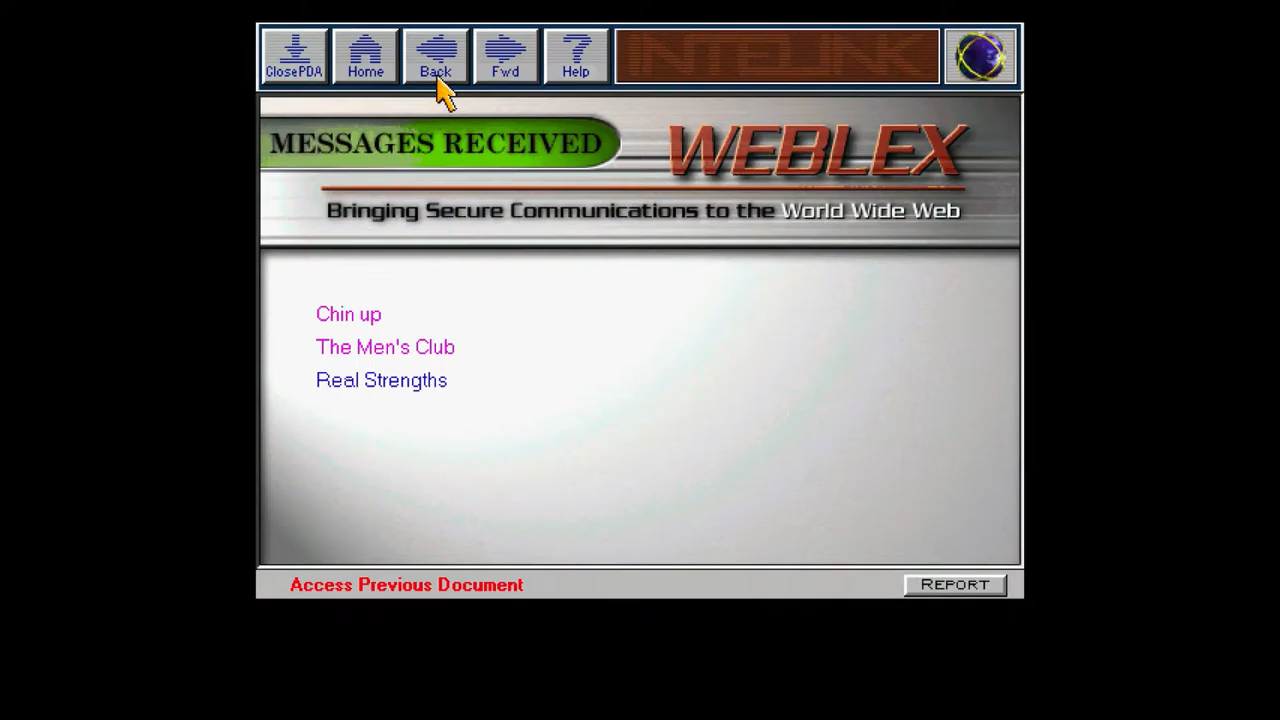 ClosePDA Home Back Fwd Help INTELINK
MESSAGES RECEIVED
WEBLEX
Bringing Secure Communications to the World Wide Web
Chin up
The Men's Club
Real Strengths
Access Previous Document
REPORT